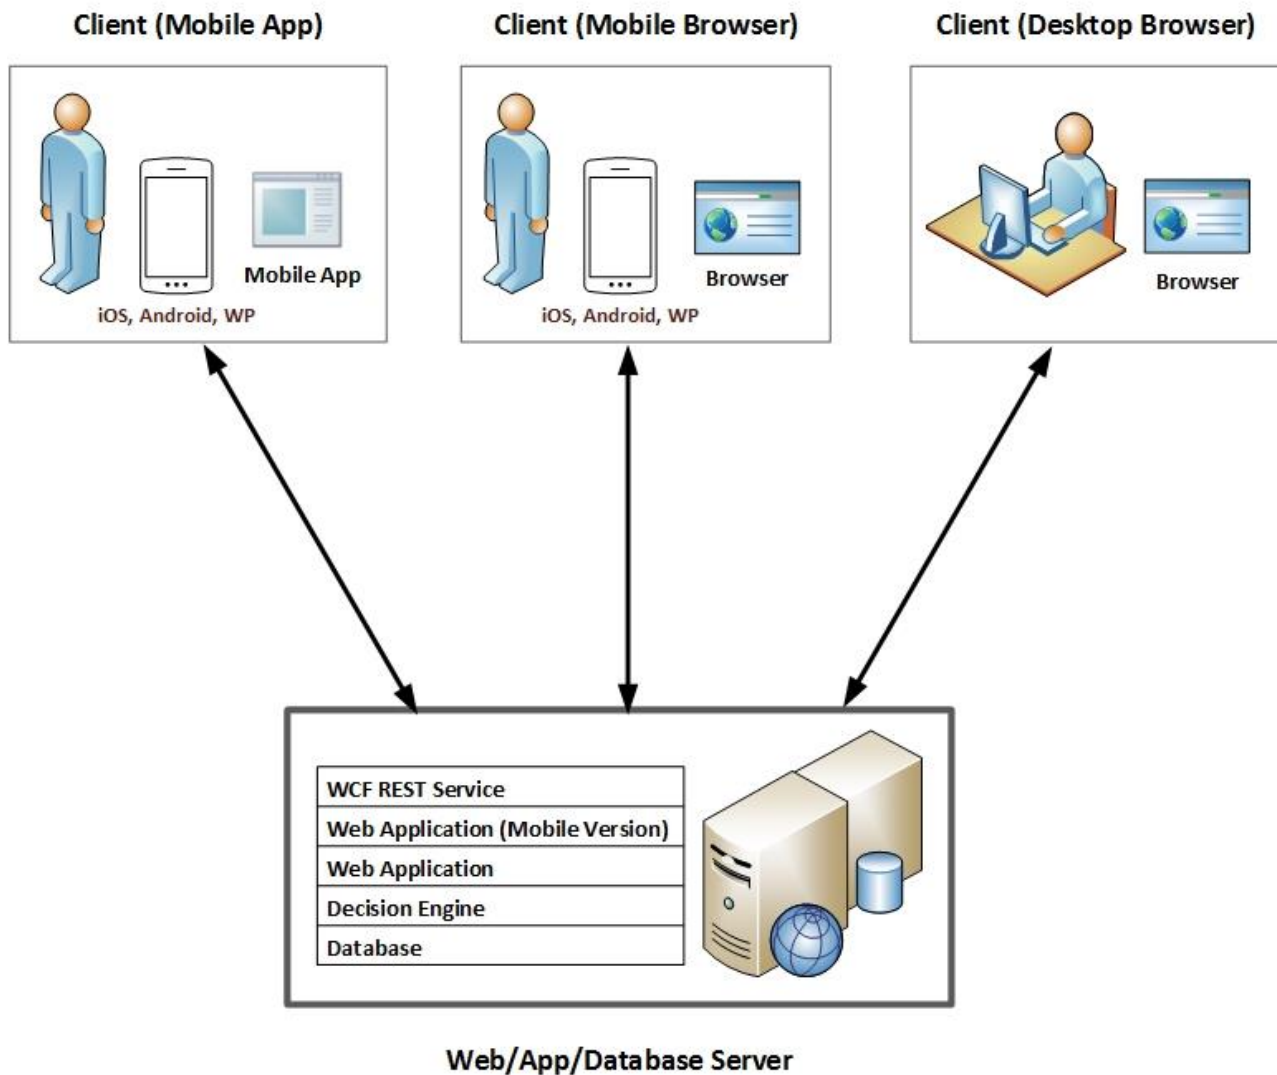 Client (Mobile App)
Client (Mobile Browser)
Client (Desktop Browser)
Mobile App
iOS, Android, WP
Browser
iOS, Android, WP
Browser
WCF REST Service
Web Application (Mobile Version)
Web Application
Decision Engine
Database
Web/App/Database Server